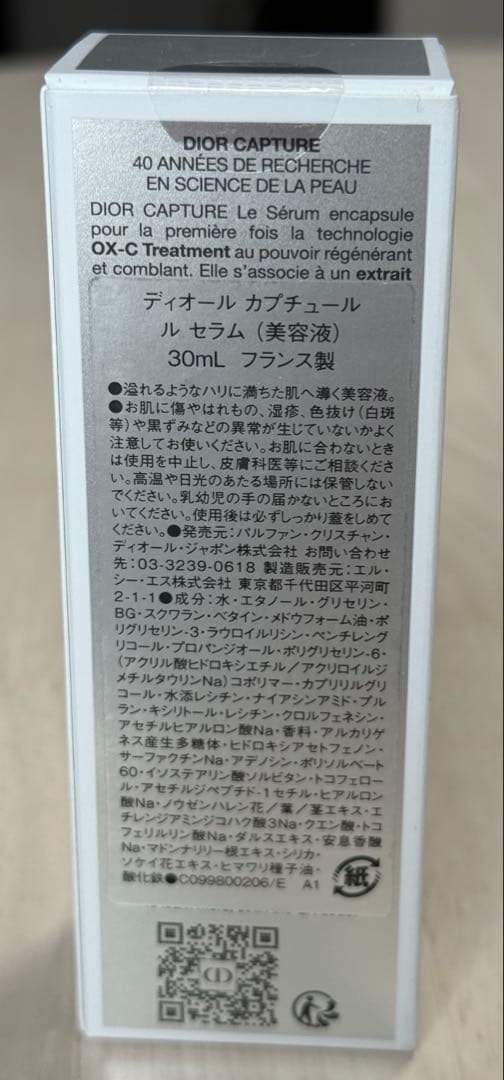 DIOR CAPTURE
40 ANNÉES DE RECHERCHE
EN SCIENCE DE LA PEAU
DIOR CAPTURE Le Sérum encapsule
pour la première fois la technologie
OX-C Treatment au pouvoir régénérant
et comblant. Elle s'associe à un extrait
ディオール カプチュール
ル セラム（美容液）
30mL フランス製
●溢れるようなハリに満ちた肌へ導く美容液。
●お肌に傷やはれもの、湿疹、色抜け（白斑
等）や黒ずみなどの異常が生じていないかよく
注意してお使いください。お肌に合わないとき
は使用を中止し、皮膚科医等にご相談くださ
い。高温や日光のあたる場所には保管しない
でください。乳幼児の手の届かないところにお
いてください。使用後は必ずしっかり蓋をしめて
ください。●発売元：パルファン・クリスチャン・
ディオール・ジャポン株式会社 お問い合わせ
先：03-3239-0618 製造販売元：エル・
シー・エス株式会社 東京都千代田区平河町
2-1-1●成分：水・エタノール・グリセリン・
BG・スクワラン・ベタイン・メドウフォーム油・ポ
リグリセリン-3・ラウロイルリシン・ペンチレング
リコール・プロパンジオール・ポリグリセリン-6・
（アクリル酸ヒドロキシエチル／アクリロイルジ
メチルタウリンNa）コポリマー・カプリリルグリ
コール・水添レシチン・ナイアシンアミド・プル
ラン・キシリトール・レシチン・クロルフェネシン・
アセチルヒアルロン酸Na・香料・アルカリゲ
ネス産生多糖体・ヒドロキシアセトフェノン・
サーファクチンNa・アデノシン・ポリソルベート
60・イソステアリン酸ソルビタン・トコフェロー
ル・アセチルジペプチド-1セチル・ヒアルロン
酸Na・ノウゼンハレン花／葉／茎エキス・エ
チレンジアミンジコハク酸3Na・クエン酸・トコ
フェリルリン酸Na・ダルスエキス・安息香酸
Na・マドンナリリー根エキス・シリカ・
ソケイ花エキス・ヒマワリ種子油・
酸化鉄●C099800206/E A1
紙
CD